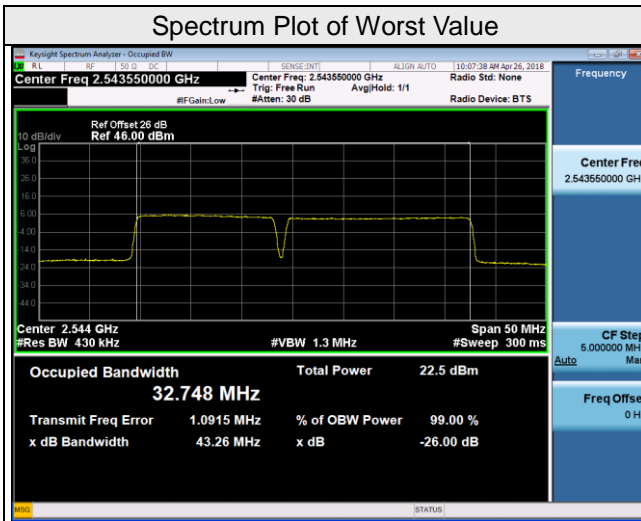 Spectrum Plot of Worst Value
Keysight Spectrum Analyzer - Occupied BW
RL RF 50 Ω DC SENSE:INT ALIGN AUTO 10:07:38 AM Apr 26, 2018
Center Freq 2.543550000 GHz
Center Freq: 2.543550000 GHz Radio Std: None
Trig: Free Run Avg|Hold: 1/1
#IFGain:Low #Atten: 30 dB Radio Device: BTS
Frequency
Ref Offset 26 dB
10 dB/div Ref 46.00 dBm
Log
36.0
26.0
16.0
6.00
-4.00
-14.0
-24.0
-34.0
-44.0
Center Fre
2.543550000 GH
Center 2.544 GHz Span 50 MHz
#Res BW 430 kHz #VBW 1.3 MHz #Sweep 300 ms
CF Step
5.000000 MH
Auto Ma
Occupied Bandwidth Total Power 22.5 dBm
32.748 MHz
Transmit Freq Error 1.0915 MHz % of OBW Power 99.00 %
x dB Bandwidth 43.26 MHz x dB -26.00 dB
Freq Offse
0 H
MSG STATUS